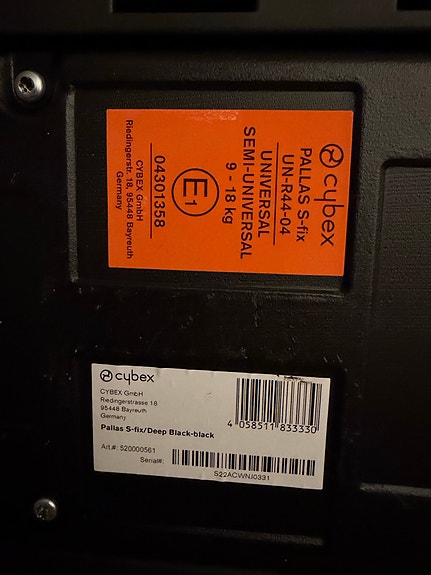 cybex
PALLAS S-fix
UN-R44-04
UNIVERSAL
SEMI-UNIVERSAL
9 - 18 kg
E1
04301358
CYBEX GmbH
Riedingerstr. 18, 95448 Bayreuth
Germany
cybex
CYBEX GmbH
Riedingerstrasse 18
95448 Bayreuth
Germany
4 058511 833330
Pallas S-fix/Deep Black-black
Art.#: 520000561
Serial#:
S22ACWNJ0331